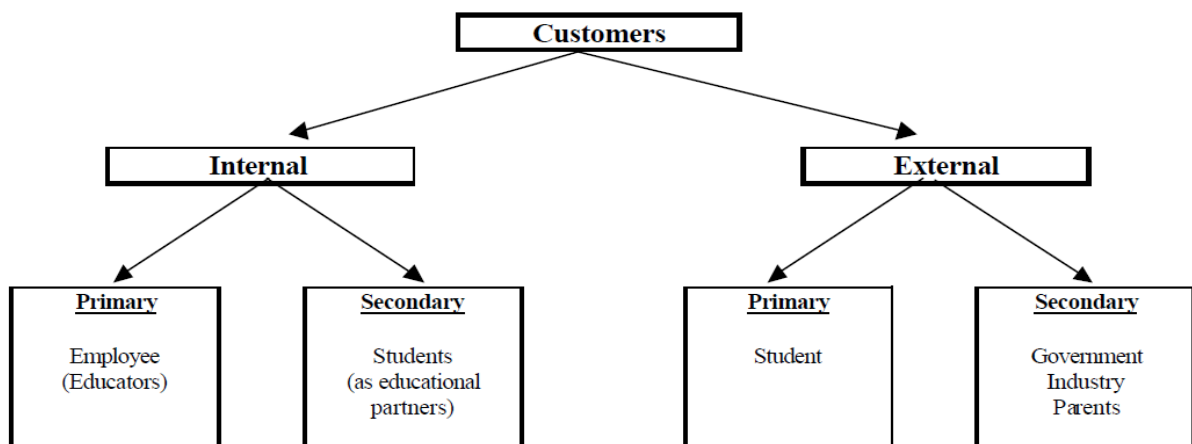 Customers
Internal
External
Primary
Employee
(Educators)
Secondary
Students
(as educational
partners)
Primary
Student
Secondary
Government
Industry
Parents